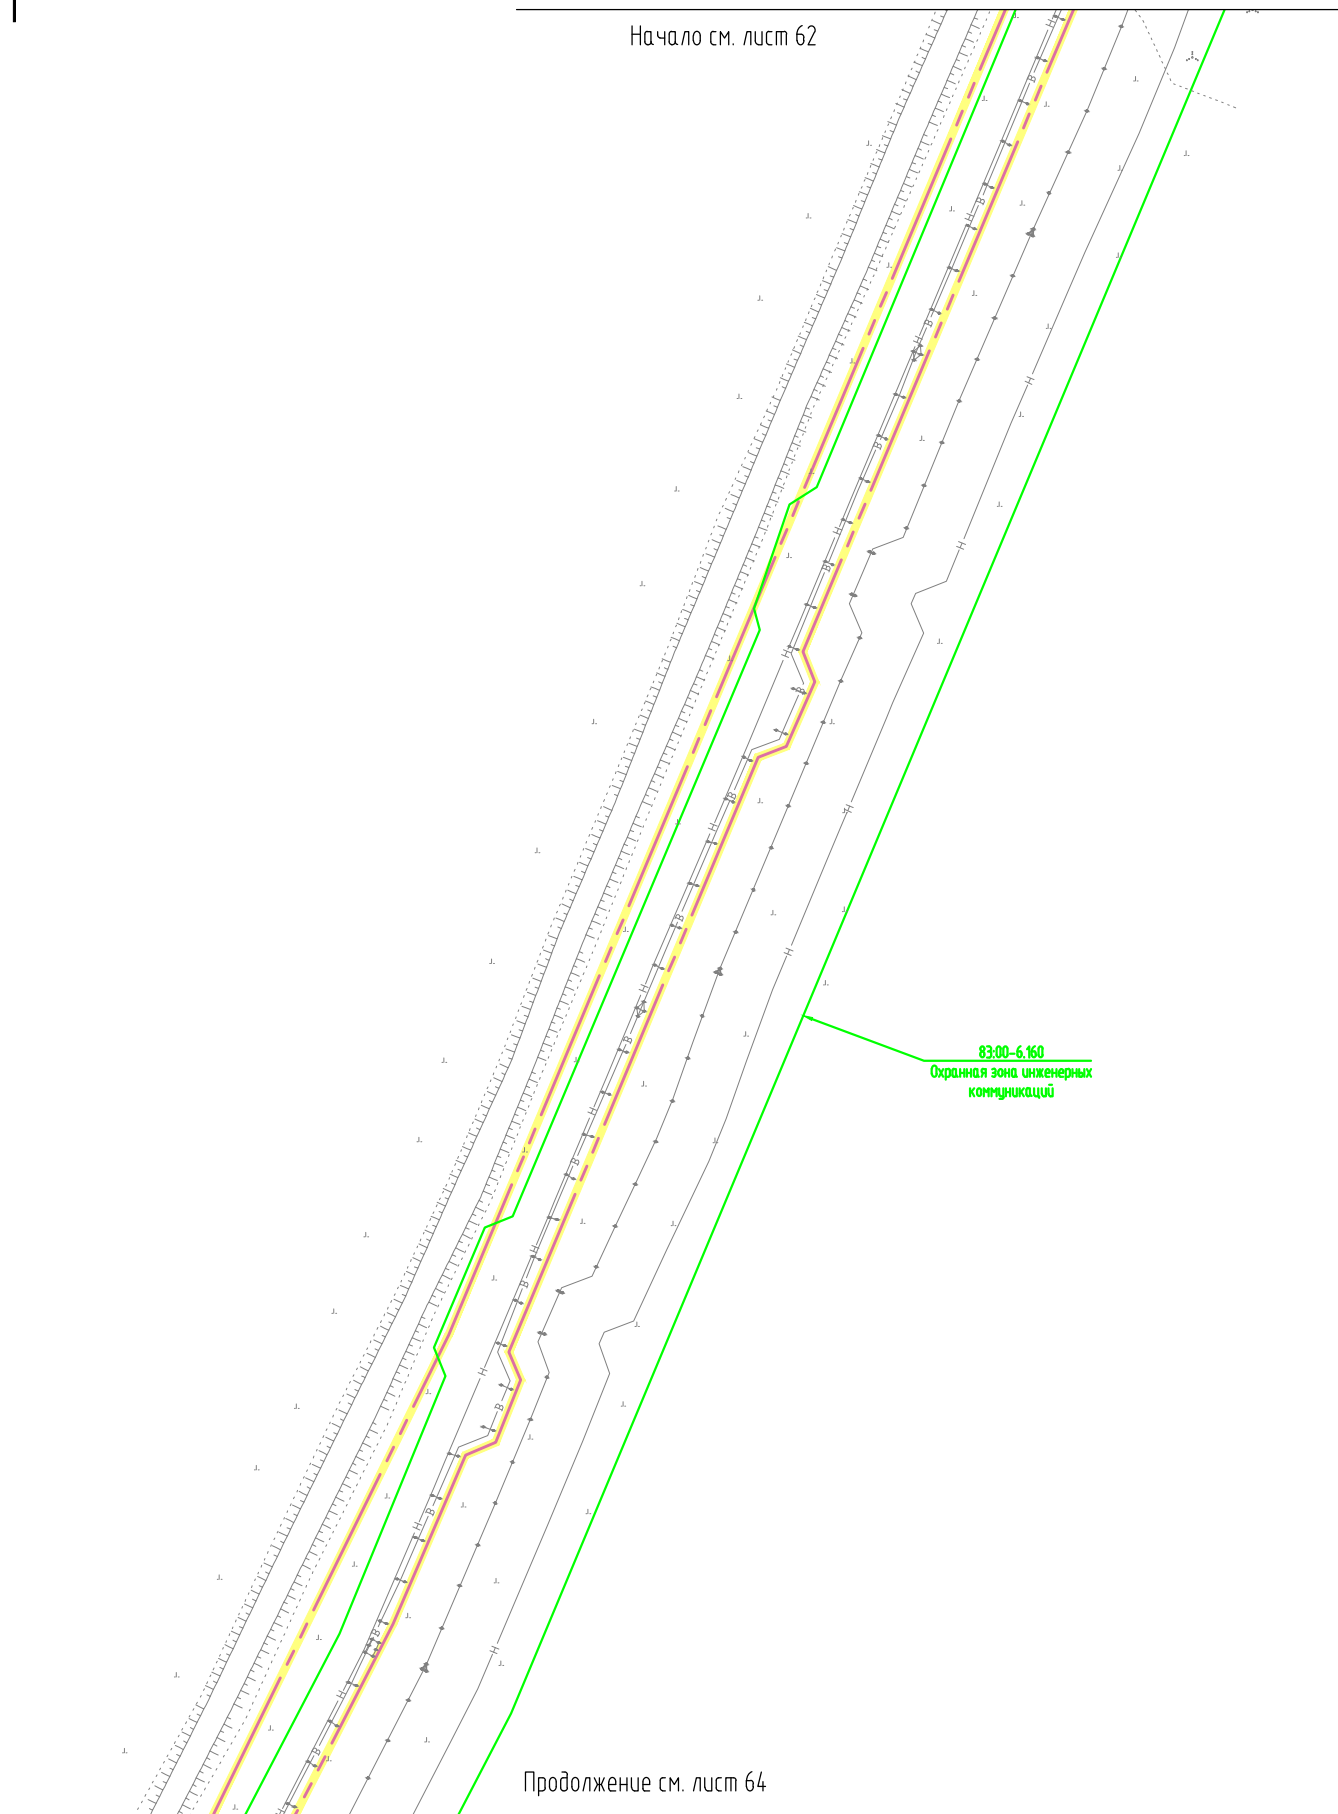 Начало см. лист 62
83:00-6.160
Охранная зона инженерных
коммуникаций
Продолжение см. лист 64